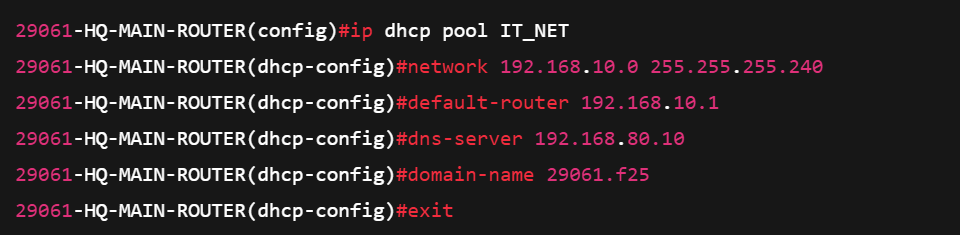 29061-HQ-MAIN-ROUTER(config)#ip dhcp pool IT_NET
29061-HQ-MAIN-ROUTER(dhcp-config)#network 192.168.10.0 255.255.255.240
29061-HQ-MAIN-ROUTER(dhcp-config)#default-router 192.168.10.1
29061-HQ-MAIN-ROUTER(dhcp-config)#dns-server 192.168.80.10
29061-HQ-MAIN-ROUTER(dhcp-config)#domain-name 29061.f25
29061-HQ-MAIN-ROUTER(dhcp-config)#exit